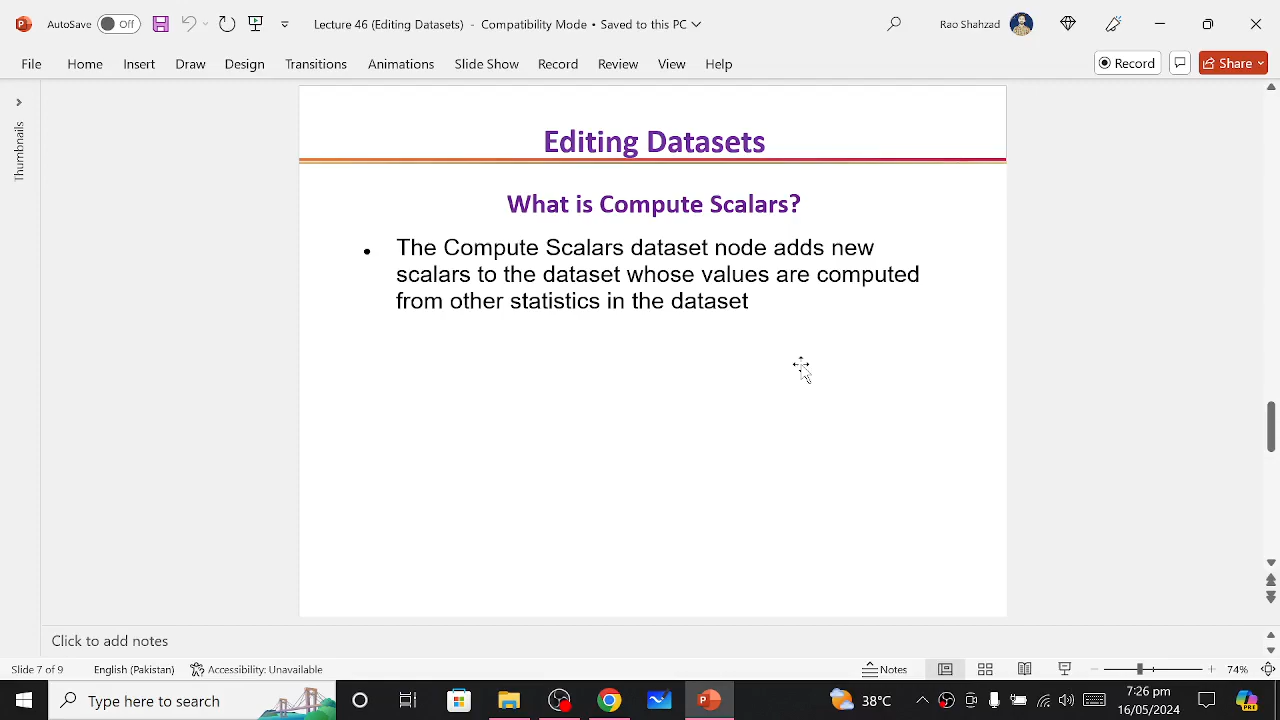 AutoSave Off Lecture 46 (Editing Datasets) - Compatibility Mode • Saved to this PC Rao Shahzad
File Home Insert Draw Design Transitions Animations Slide Show Record Review View Help Record Share
Thumbnails
Editing Datasets
What is Compute Scalars?
• The Compute Scalars dataset node adds new
scalars to the dataset whose values are computed
from other statistics in the dataset
Click to add notes
Slide 7 of 9 English (Pakistan) Accessibility: Unavailable Notes 74%
Type here to search 38°C 7:26 pm
16/05/2024
PRE